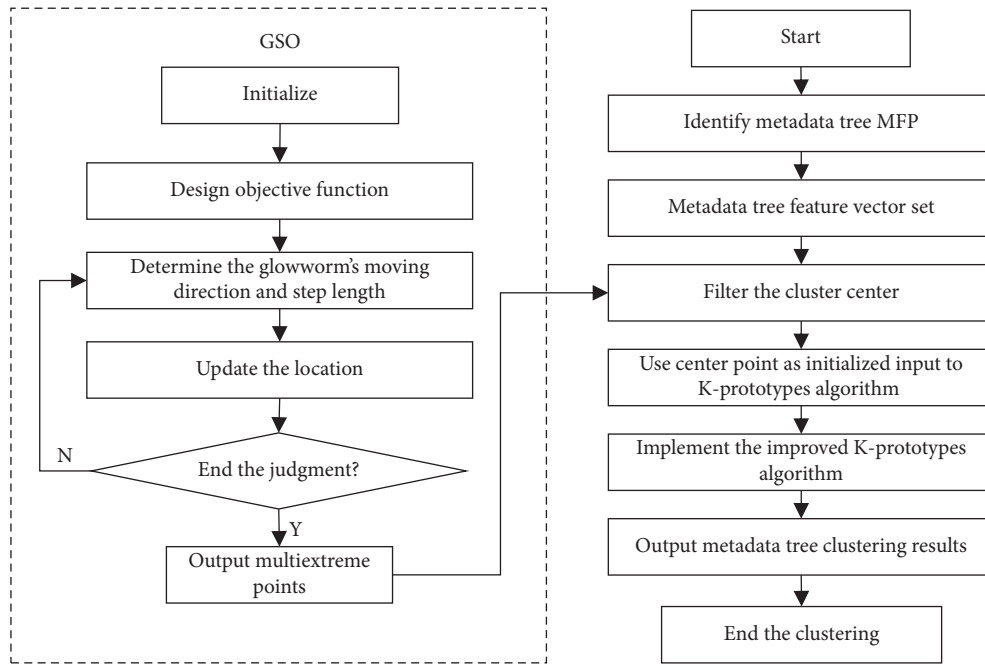 GSO
Initialize
Design objective function
Determine the glowworm's moving
direction and step length
Update the location
N
End the judgment?
Y
Output multiextreme
points
Start
Identify metadata tree MFP
Metadata tree feature vector set
Filter the cluster center
Use center point as initialized input to
K-prototypes algorithm
Implement the improved K-prototypes
algorithm
Output metadata tree clustering results
End the clustering